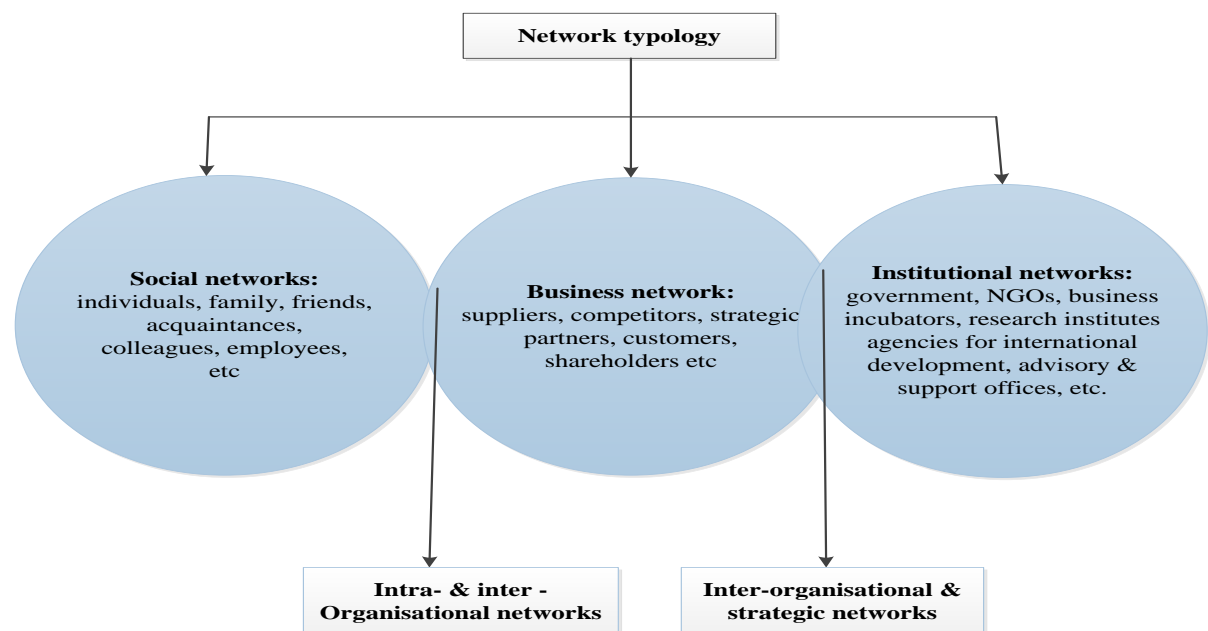 Network typology
Social networks:
individuals, family, friends,
acquaintances,
colleagues, employees,
etc
Business network:
suppliers, competitors, strategic
partners, customers,
shareholders etc
Institutional networks:
government, NGOs, business
incubators, research institutes
agencies for international
development, advisory &
support offices, etc.
Intra- & inter -
Organisational networks
Inter-organisational &
strategic networks